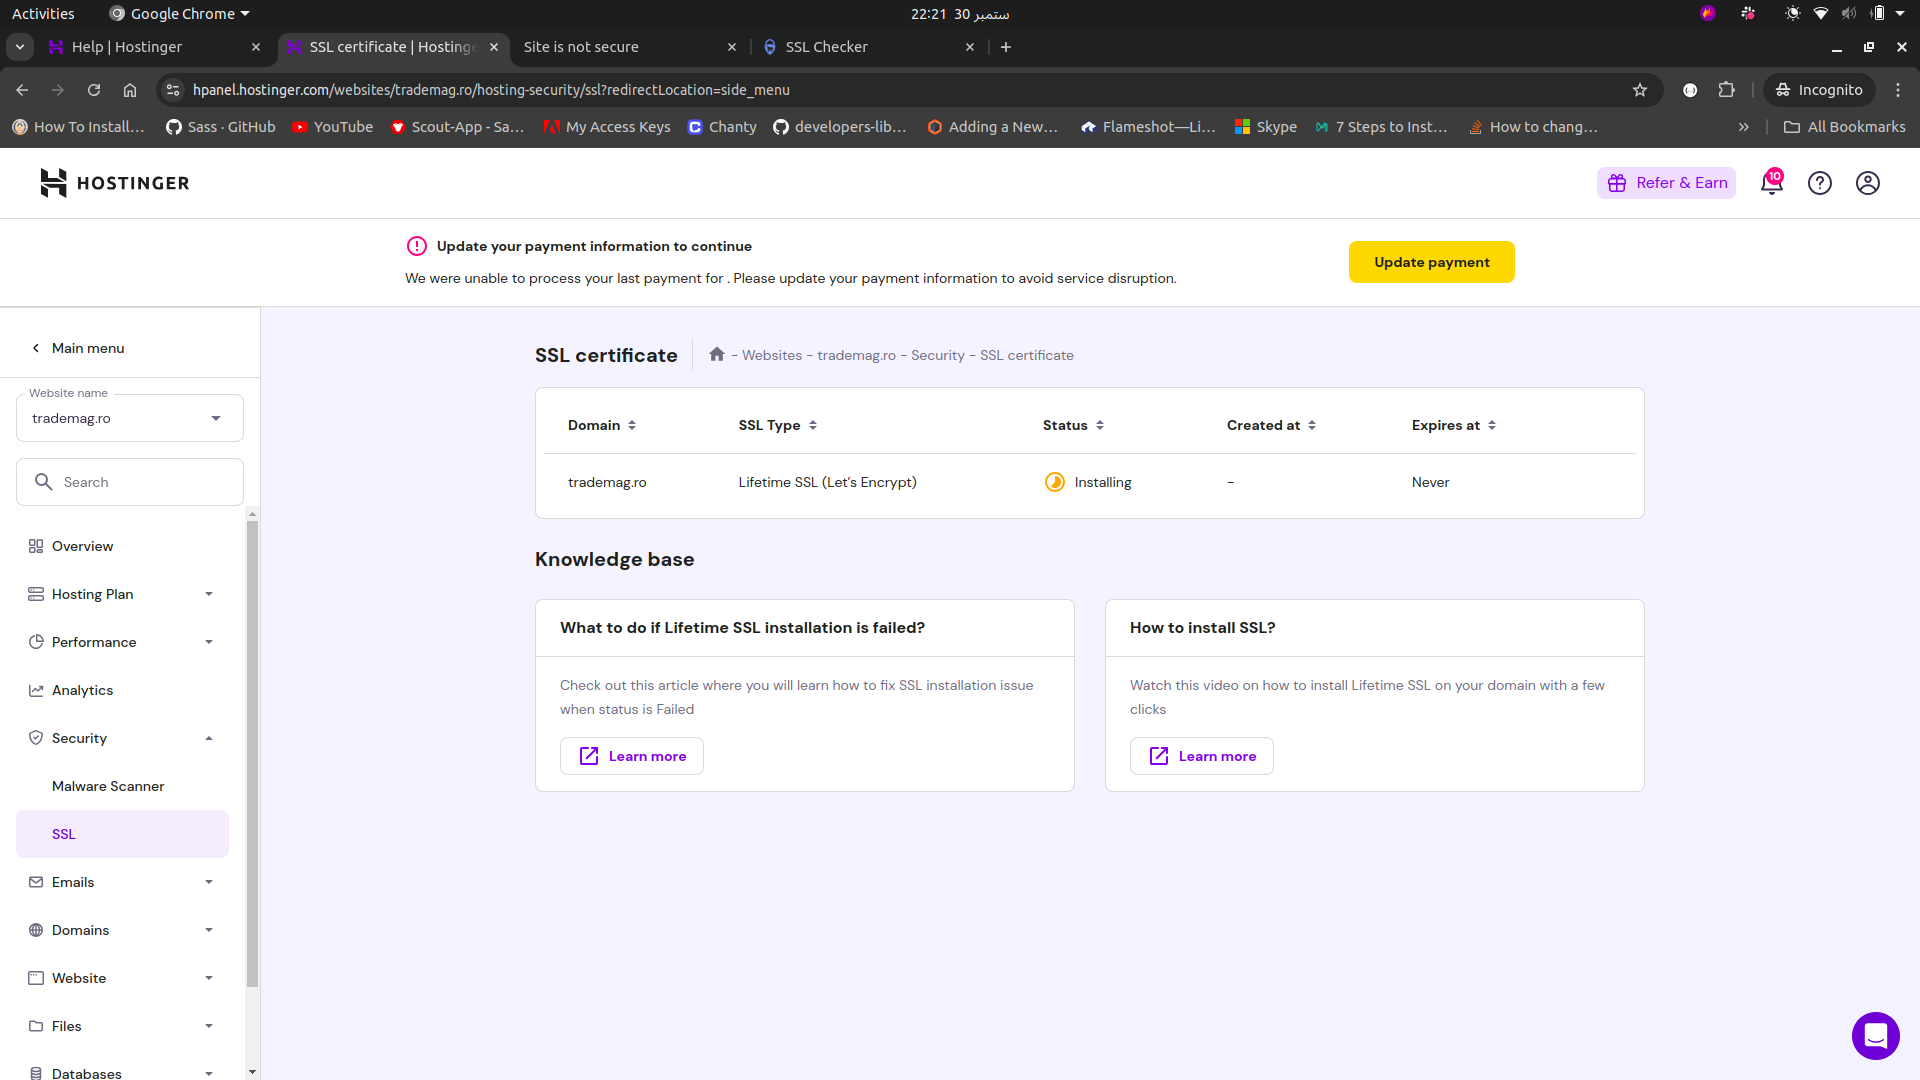 Activities
Google Chrome
22:21 30 ستمبر
Help | Hostinger
SSL certificate | Hostinge
Site is not secure
SSL Checker
hpanel.hostinger.com/websites/trademag.ro/hosting-security/ssl?redirectLocation=side_menu
Incognito
How To Install…
Sass · GitHub
YouTube
Scout-App - Sa…
My Access Keys
Chanty
developers-lib…
Adding a New…
Flameshot—Li…
Skype
7 Steps to Inst…
How to chang…
»
All Bookmarks
HOSTINGER
Refer & Earn
10
Update your payment information to continue
We were unable to process your last payment for . Please update your payment information to avoid service disruption.
Update payment
Main menu
Website name
trademag.ro
Search
Overview
Hosting Plan
Performance
Analytics
Security
Malware Scanner
SSL
Emails
Domains
Website
Files
Databases
SSL certificate
- Websites - trademag.ro - Security - SSL certificate
Domain SSL Type Status Created at Expires at
trademag.ro Lifetime SSL (Let's Encrypt) Installing - Never
Knowledge base
What to do if Lifetime SSL installation is failed?
Check out this article where you will learn how to fix SSL installation issue
when status is Failed
Learn more
How to install SSL?
Watch this video on how to install Lifetime SSL on your domain with a few
clicks
Learn more